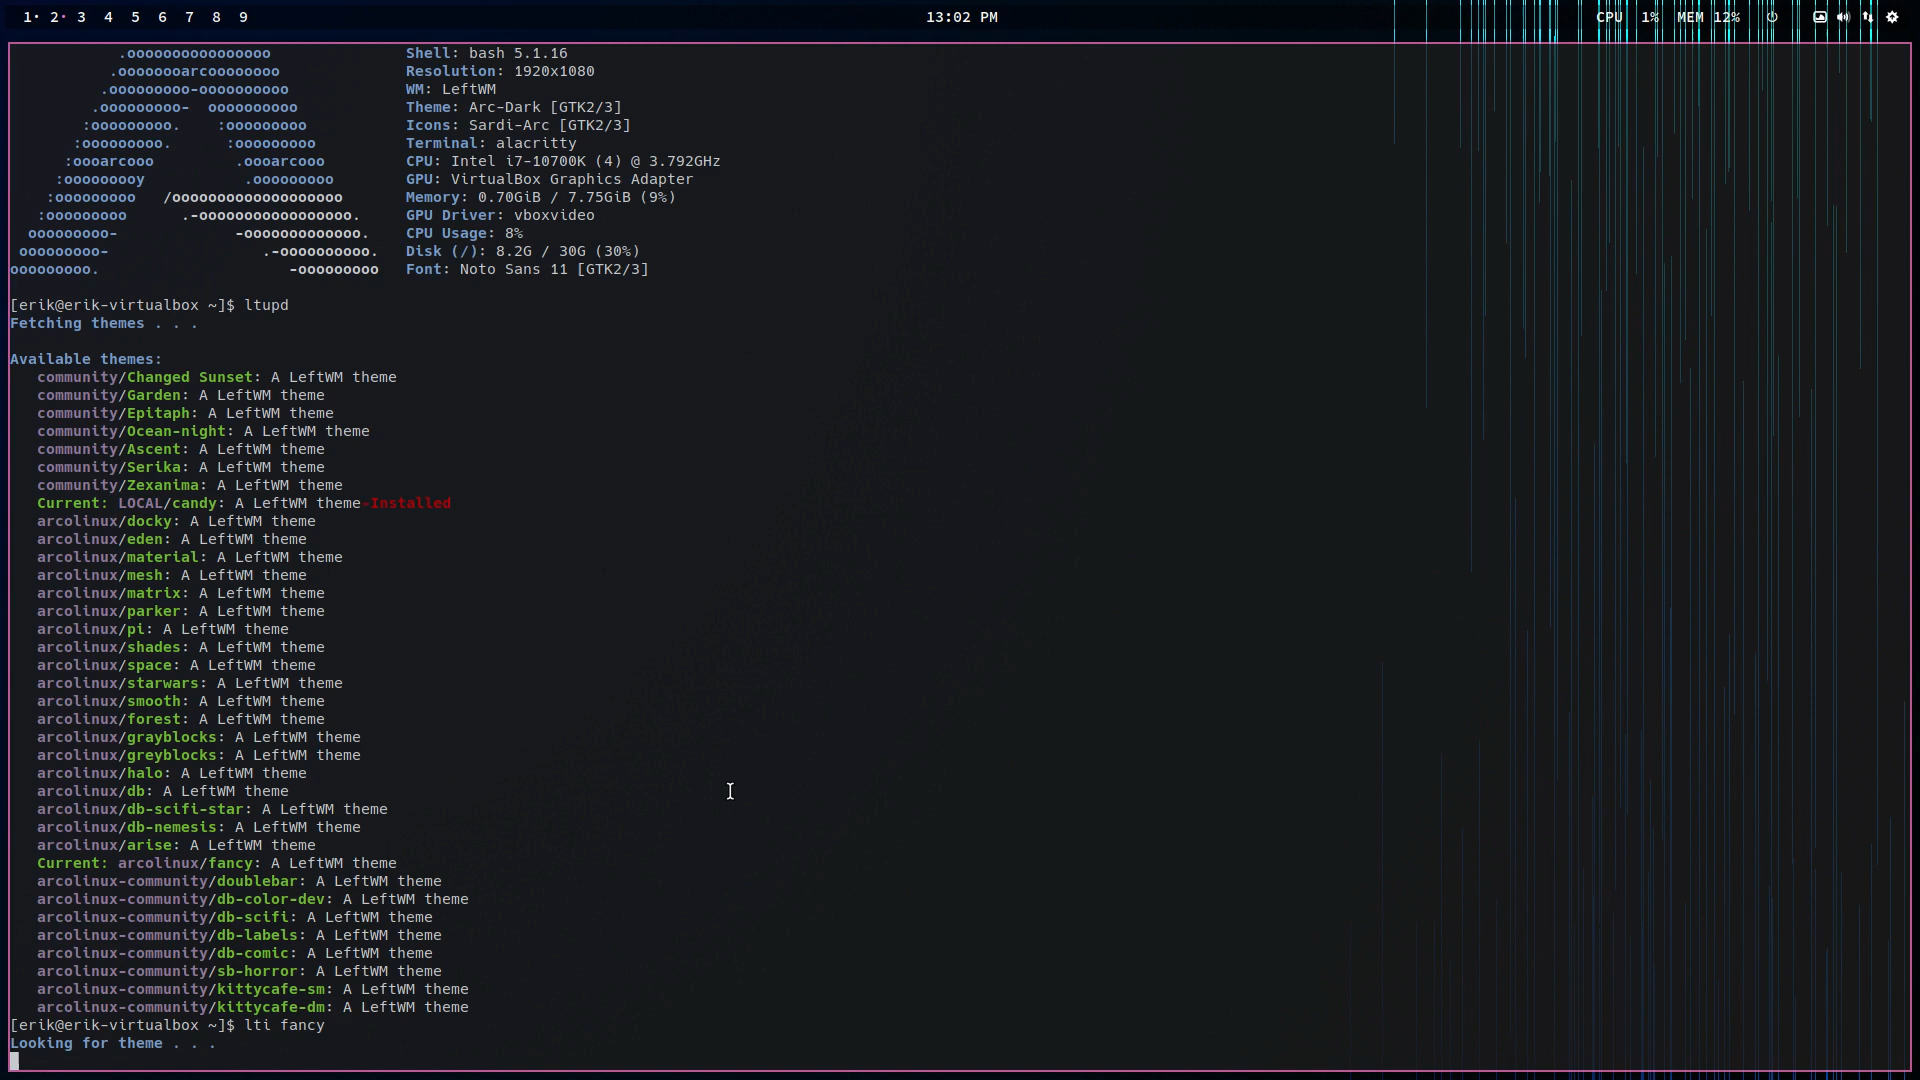 1• 2• 3 4 5 6 7 8 9 13:02 PM CPU 1% MEM 12%
.oooooooooooooooo Shell: bash 5.1.16
.ooooooarcoooooooo Resolution: 1920x1080
.ooooooooo-oooooooooo WM: LeftWM
.ooooooooo- oooooooooo Theme: Arc-Dark [GTK2/3]
:ooooooooo. :ooooooooo Icons: Sardi-Arc [GTK2/3]
:ooooooooo. :ooooooooo Terminal: alacritty
:oooarcooo .oooarcooo CPU: Intel i7-10700K (4) @ 3.792GHz
:ooooooooy .ooooooooo GPU: VirtualBox Graphics Adapter
:ooooooooo /ooooooooooooooooooo Memory: 0.70GiB / 7.75GiB (9%)
:ooooooooo .-ooooooooooooooooo. GPU Driver: vboxvideo
ooooooooo- -ooooooooooooo. CPU Usage: 8%
ooooooooo- .-oooooooooo. Disk (/): 8.2G / 30G (30%)
ooooooooo. -ooooooooo Font: Noto Sans 11 [GTK2/3]
[erik@erik-virtualbox ~]$ ltupd
Fetching themes . . .
Available themes:
community/Changed Sunset: A LeftWM theme
community/Garden: A LeftWM theme
community/Epitaph: A LeftWM theme
community/Ocean-night: A LeftWM theme
community/Ascent: A LeftWM theme
community/Serika: A LeftWM theme
community/Zexanima: A LeftWM theme
Current: LOCAL/candy: A LeftWM theme-Installed
arcolinux/docky: A LeftWM theme
arcolinux/eden: A LeftWM theme
arcolinux/material: A LeftWM theme
arcolinux/mesh: A LeftWM theme
arcolinux/matrix: A LeftWM theme
arcolinux/parker: A LeftWM theme
arcolinux/pi: A LeftWM theme
arcolinux/shades: A LeftWM theme
arcolinux/space: A LeftWM theme
arcolinux/starwars: A LeftWM theme
arcolinux/smooth: A LeftWM theme
arcolinux/forest: A LeftWM theme
arcolinux/grayblocks: A LeftWM theme
arcolinux/greyblocks: A LeftWM theme
arcolinux/halo: A LeftWM theme
arcolinux/db: A LeftWM theme
arcolinux/db-scifi-star: A LeftWM theme
arcolinux/db-nemesis: A LeftWM theme
arcolinux/arise: A LeftWM theme
Current: arcolinux/fancy: A LeftWM theme
arcolinux-community/doublebar: A LeftWM theme
arcolinux-community/db-color-dev: A LeftWM theme
arcolinux-community/db-scifi: A LeftWM theme
arcolinux-community/db-labels: A LeftWM theme
arcolinux-community/db-comic: A LeftWM theme
arcolinux-community/sb-horror: A LeftWM theme
arcolinux-community/kittycafe-sm: A LeftWM theme
arcolinux-community/kittycafe-dm: A LeftWM theme
[erik@erik-virtualbox ~]$ lti fancy
Looking for theme . . .